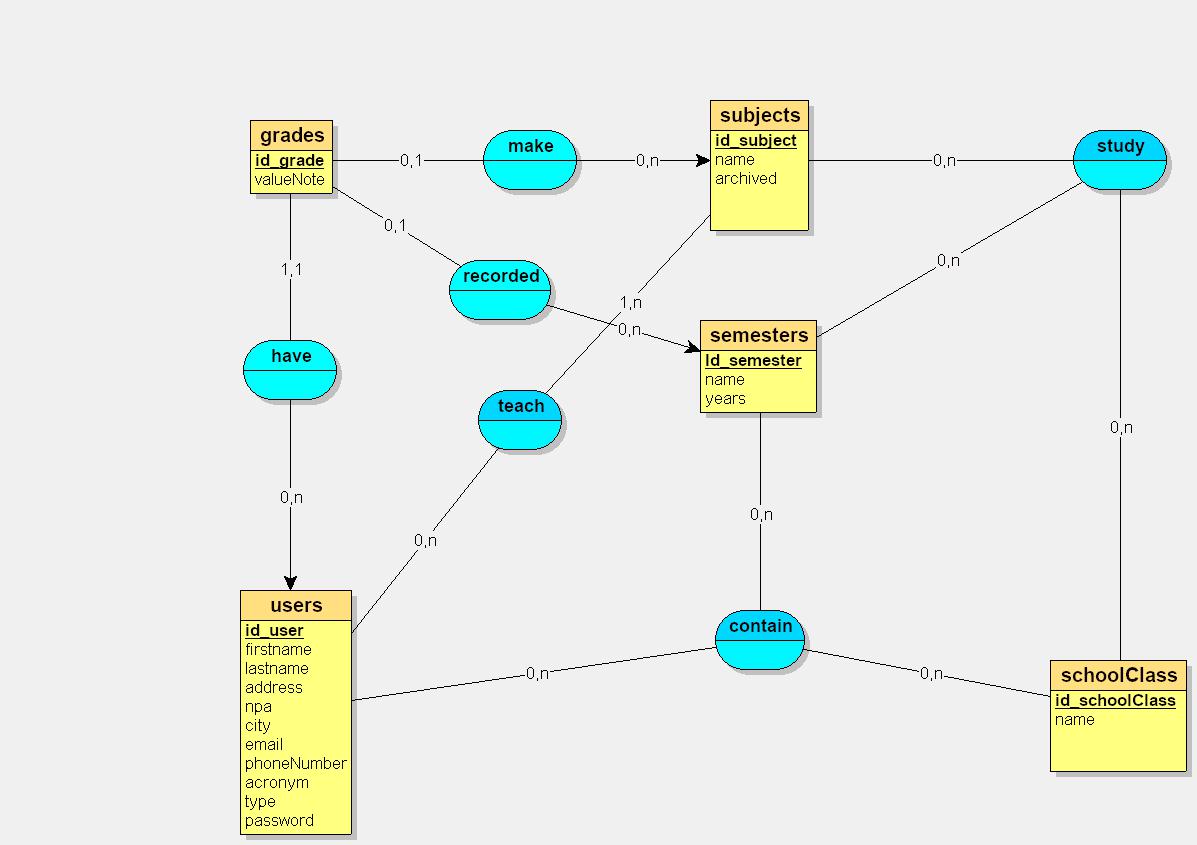 grades
id_grade
valueNote
0,1
make
0,n
subjects
id_subject
name
archived
0,n
study
0,1
recorded
0,n
1,n
0,n
semesters
Id_semester
name
years
1,1
have
teach
0,n
0,n
0,n
0,n
0,n
users
id_user
firstname
lastname
address
npa
city
email
phoneNumber
acronym
type
password
contain
0,n
schoolClass
id_schoolClass
name